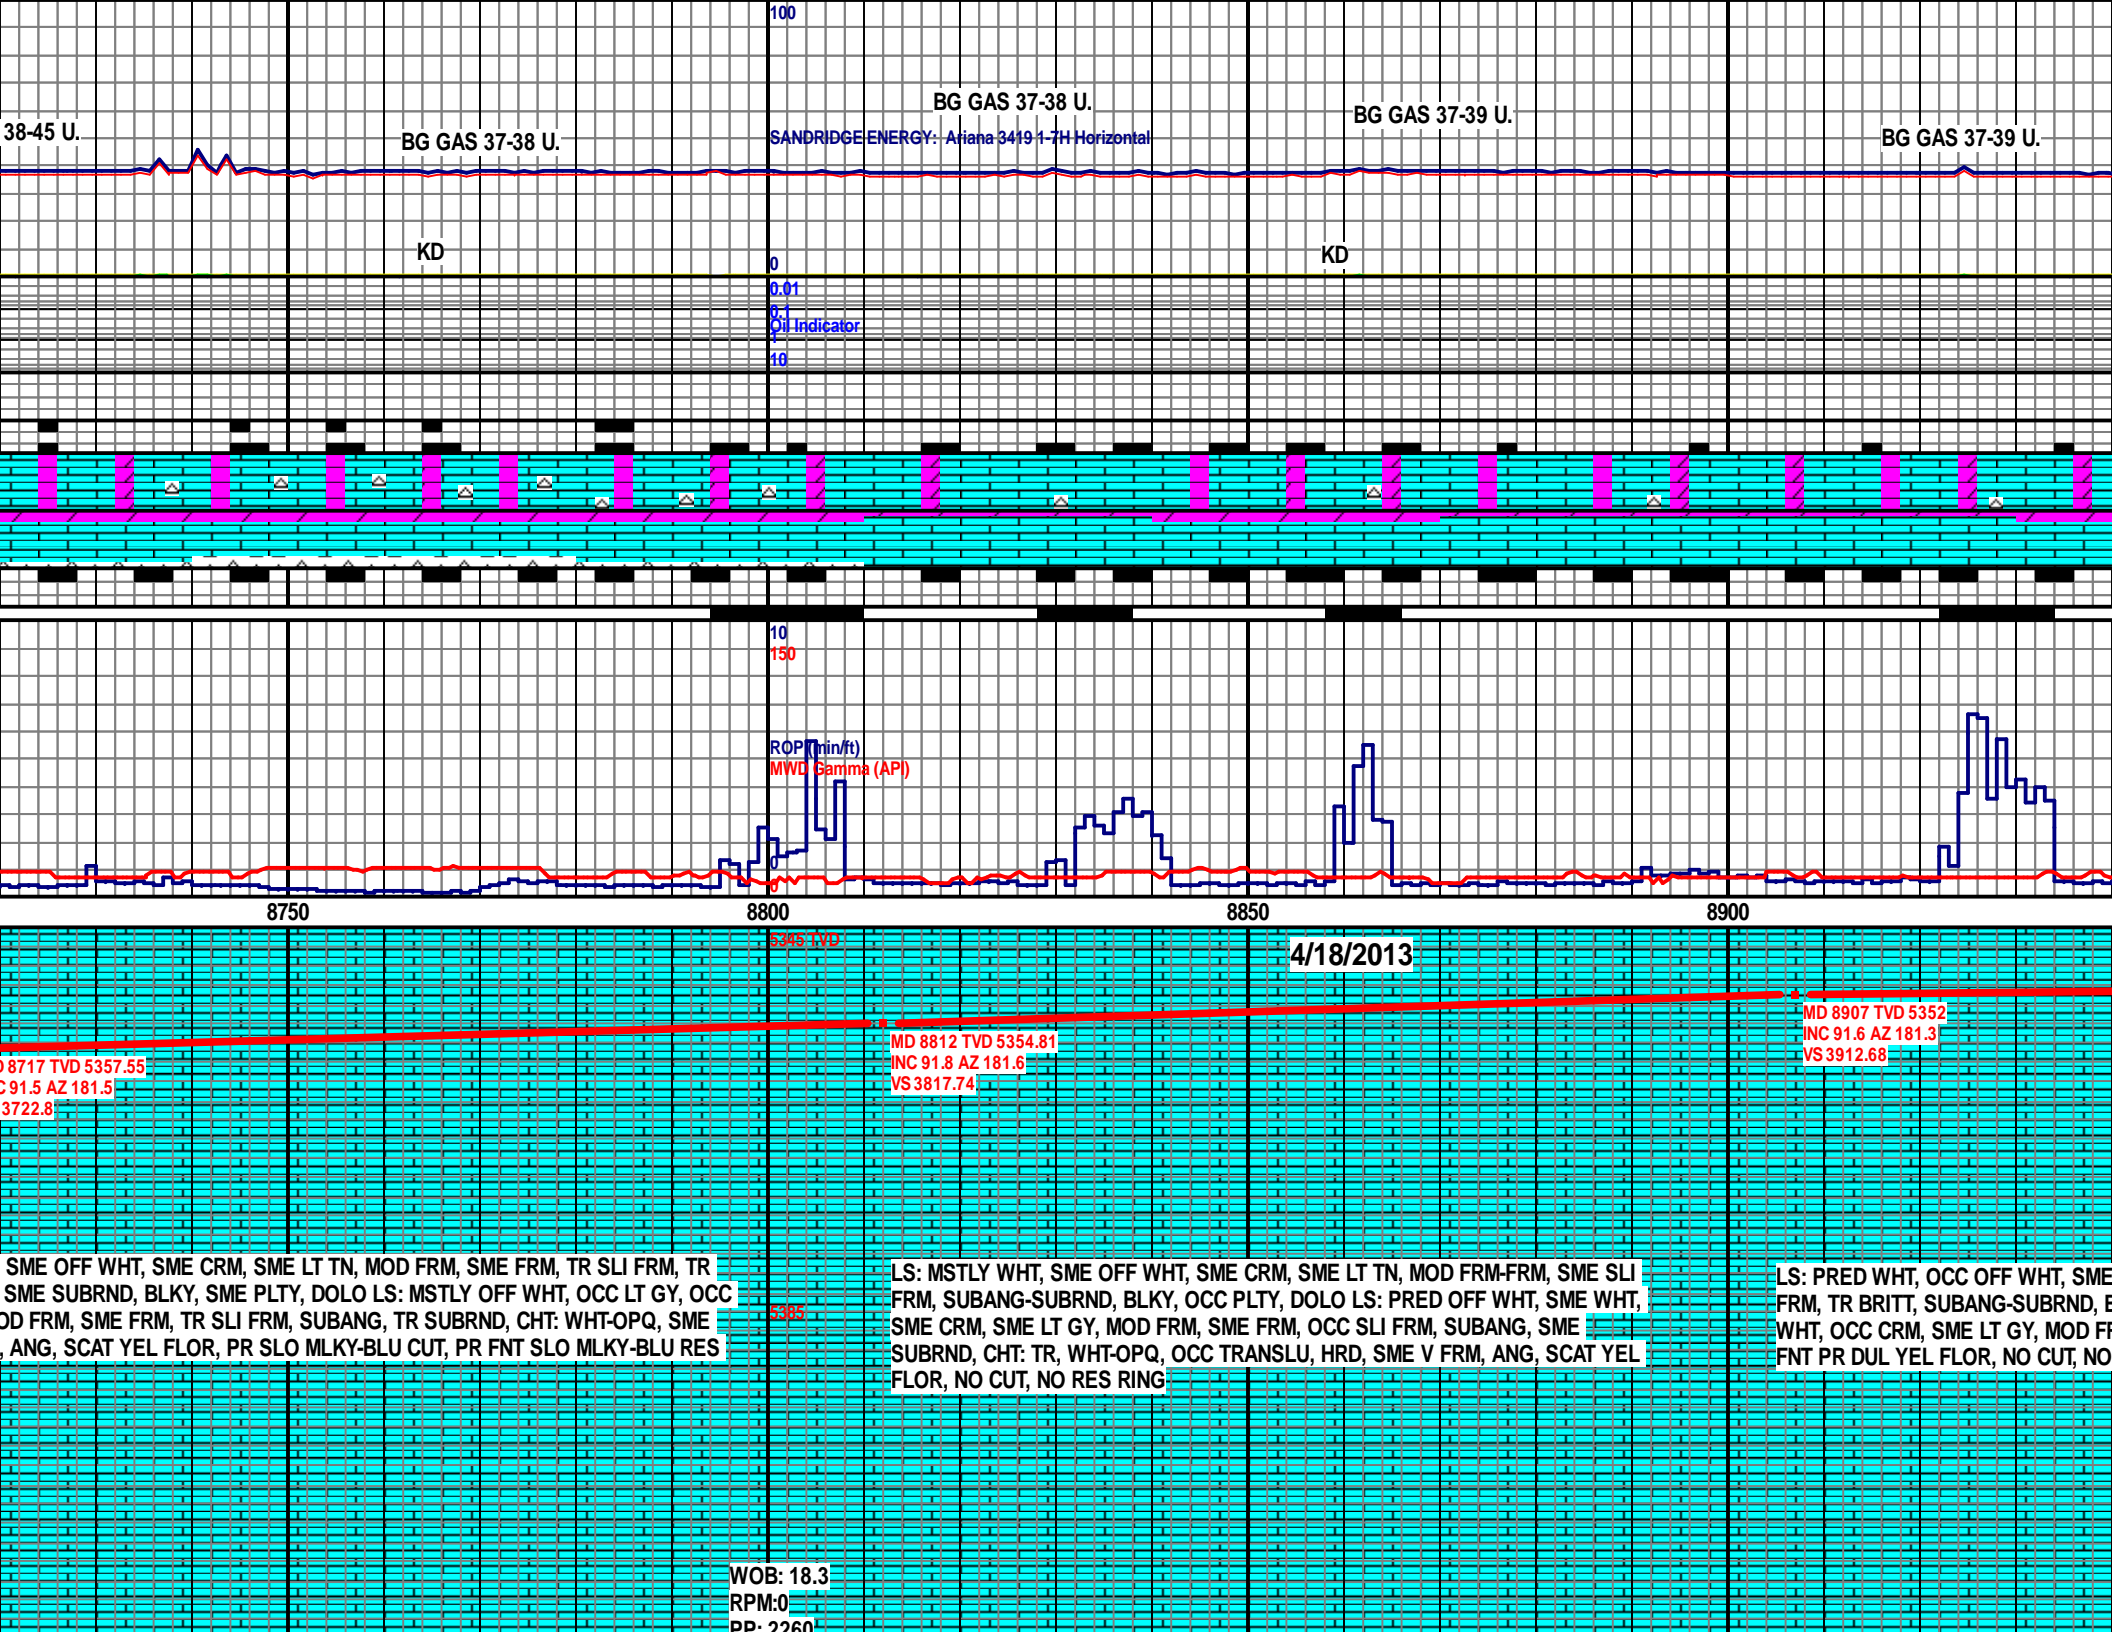 100
BG GAS 37-38 U.
BG GAS 37-39 U.
38-45 U.
BG GAS 37-38 U.
SANDRIDGE ENERGY: Ariana 3419 1-7H Horizontal
BG GAS 37-39 U.
KD
KD
0
0.01
0.1
Oil Indicator
1
10
10
150
ROP (min/ft)
MWD Gamma (API)
0
0
8750
8800
8850
8900
5345 TVD
4/18/2013
8717 TVD 5357.55
91.5 AZ 181.5
3722.8
MD 8812 TVD 5354.81
INC 91.8 AZ 181.6
VS 3817.74
MD 8907 TVD 5352
INC 91.6 AZ 181.3
VS 3912.68
SME OFF WHT, SME CRM, SME LT TN, MOD FRM, SME FRM, TR SLI FRM, TR
SME SUBRND, BLKY, SME PLTY, DOLO LS: MSTLY OFF WHT, OCC LT GY, OCC
OD FRM, SME FRM, TR SLI FRM, SUBANG, TR SUBRND, CHT: WHT-OPQ, SME
, ANG, SCAT YEL FLOR, PR SLO MLKY-BLU CUT, PR FNT SLO MLKY-BLU RES
5385
LS: MSTLY WHT, SME OFF WHT, SME CRM, SME LT TN, MOD FRM-FRM, SME SLI
FRM, SUBANG-SUBRND, BLKY, OCC PLTY, DOLO LS: PRED OFF WHT, SME WHT,
SME CRM, SME LT GY, MOD FRM, SME FRM, OCC SLI FRM, SUBANG, SME
SUBRND, CHT: TR, WHT-OPQ, OCC TRANSLU, HRD, SME V FRM, ANG, SCAT YEL
FLOR, NO CUT, NO RES RING
LS: PRED WHT, OCC OFF WHT, SME
FRM, TR BRITT, SUBANG-SUBRND,
WHT, OCC CRM, SME LT GY, MOD
FNT PR DUL YEL FLOR, NO CUT, NO
WOB: 18.3
RPM:0
PP: 2260